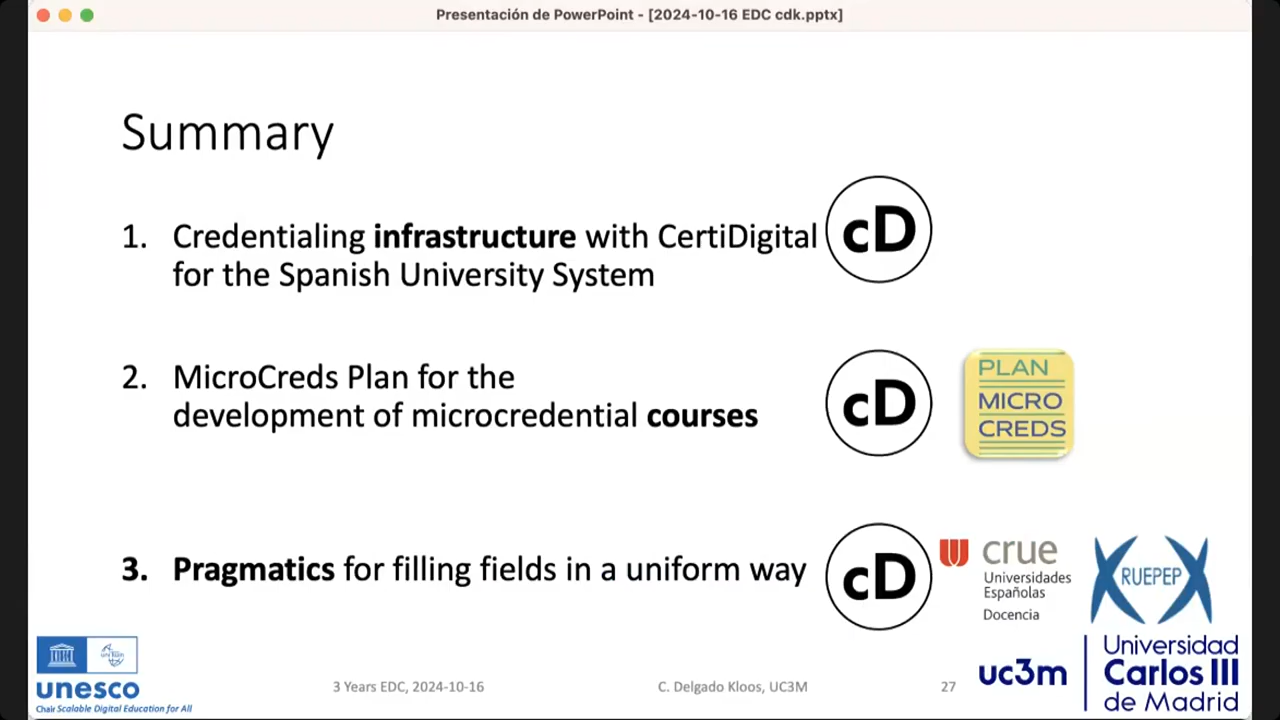 Presentación de PowerPoint - [2024-10-16 EDC cdk.pptx]
Summary
1. Credentialing infrastructure with CertiDigital
for the Spanish University System
cD
2. MicroCreds Plan for the
development of microcredential courses
cD
PLAN
MICRO
CREDS
3. Pragmatics for filling fields in a uniform way
cD
crue
Universidades
Españolas
Docencia
RUEPEP
unesco
Chair Scalable Digital Education for All
3 Years EDC, 2024-10-16
C. Delgado Kloos, UC3M
27
uc3m
Universidad
Carlos III
de Madrid